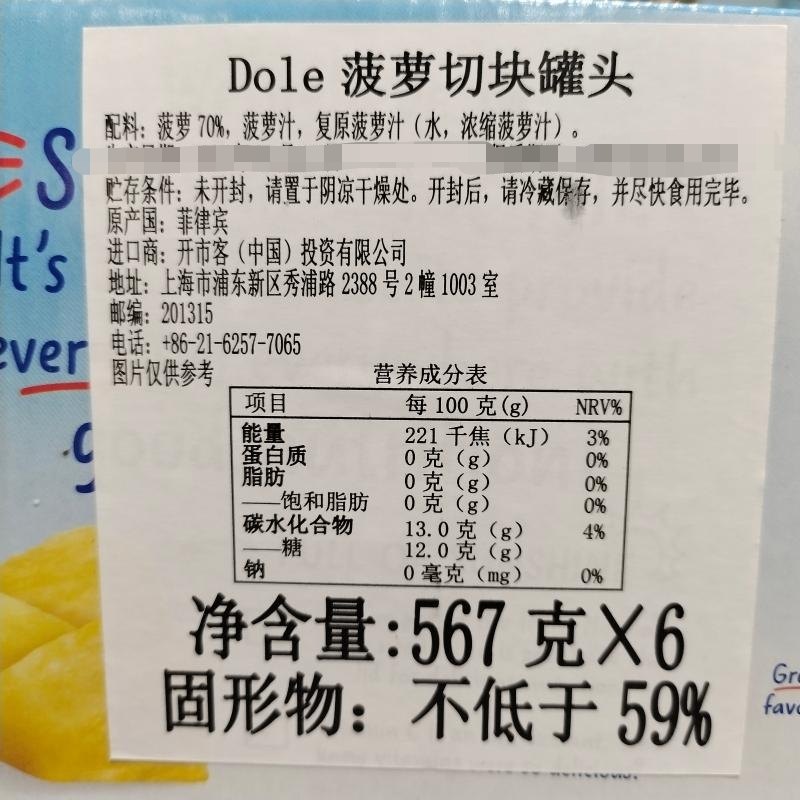 Dole 菠萝切块罐头
配料：菠萝 70%，菠萝汁，复原菠萝汁（水，浓缩菠萝汁）。
贮存条件：未开封，请置于阴凉干燥处。开封后，请冷藏保存，并尽快食用完毕。
原产国：菲律宾
进口商：开市客（中国）投资有限公司
地址：上海市浦东新区秀浦路 2388 号 2 幢 1003 室
邮编：201315
电话：+86-21-6257-7065
图片仅供参考
营养成分表
项目 每 100 克(g) NRV%
能量 221 千焦（kJ） 3%
蛋白质 0 克（g） 0%
脂肪 0 克（g） 0%
——饱和脂肪 0 克（g） 0%
碳水化合物 13.0 克（g） 4%
——糖 12.0 克（g）
钠 0 毫克（mg） 0%
净含量:567 克×6
固形物：不低于 59%
It's
ever